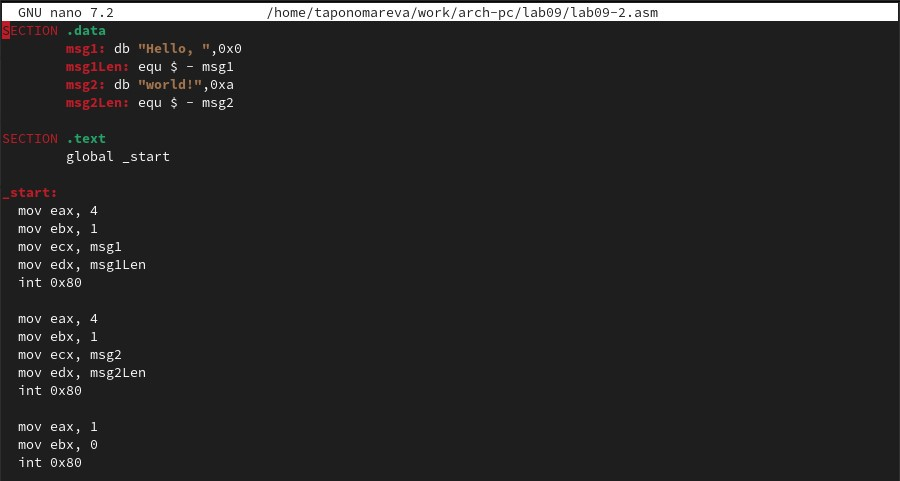 GNU nano 7.2 /home/taponomareva/work/arch-pc/lab09/lab09-2.asm
SECTION .data
msg1: db "Hello, ",0x0
msg1Len: equ $ - msg1
msg2: db "world!",0xa
msg2Len: equ $ - msg2
SECTION .text
global _start
_start:
mov eax, 4
mov ebx, 1
mov ecx, msg1
mov edx, msg1Len
int 0x80
mov eax, 4
mov ebx, 1
mov ecx, msg2
mov edx, msg2Len
int 0x80
mov eax, 1
mov ebx, 0
int 0x80